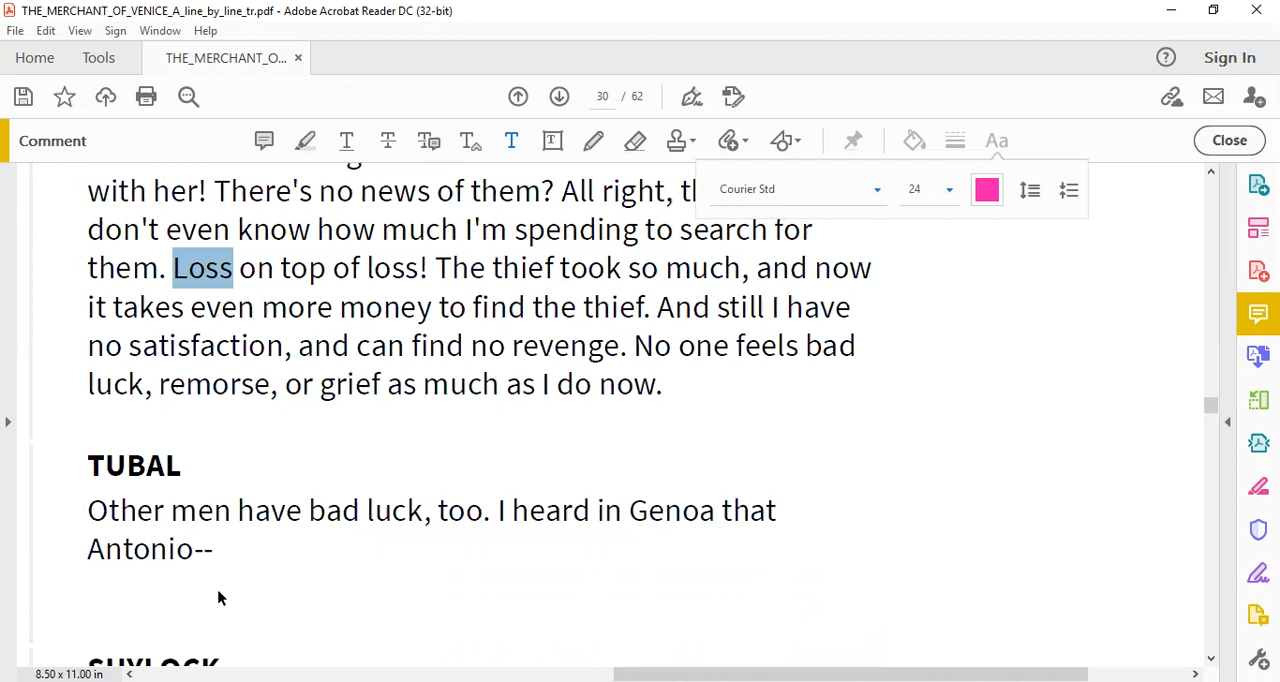 THE_MERCHANT_OF_VENICE_A_line_by_line_tr.pdf - Adobe Acrobat Reader DC (32-bit)
File Edit View Sign Window Help
Home Tools THE_MERCHANT_O... × Sign In
30 / 62
Comment Close
Courier Std 24
with her! There's no news of them? All right, th
don't even know how much I'm spending to search for
them. Loss on top of loss! The thief took so much, and now
it takes even more money to find the thief. And still I have
no satisfaction, and can find no revenge. No one feels bad
luck, remorse, or grief as much as I do now.
TUBAL
Other men have bad luck, too. I heard in Genoa that
Antonio--
SHYLOCK
8.50 x 11.00 in